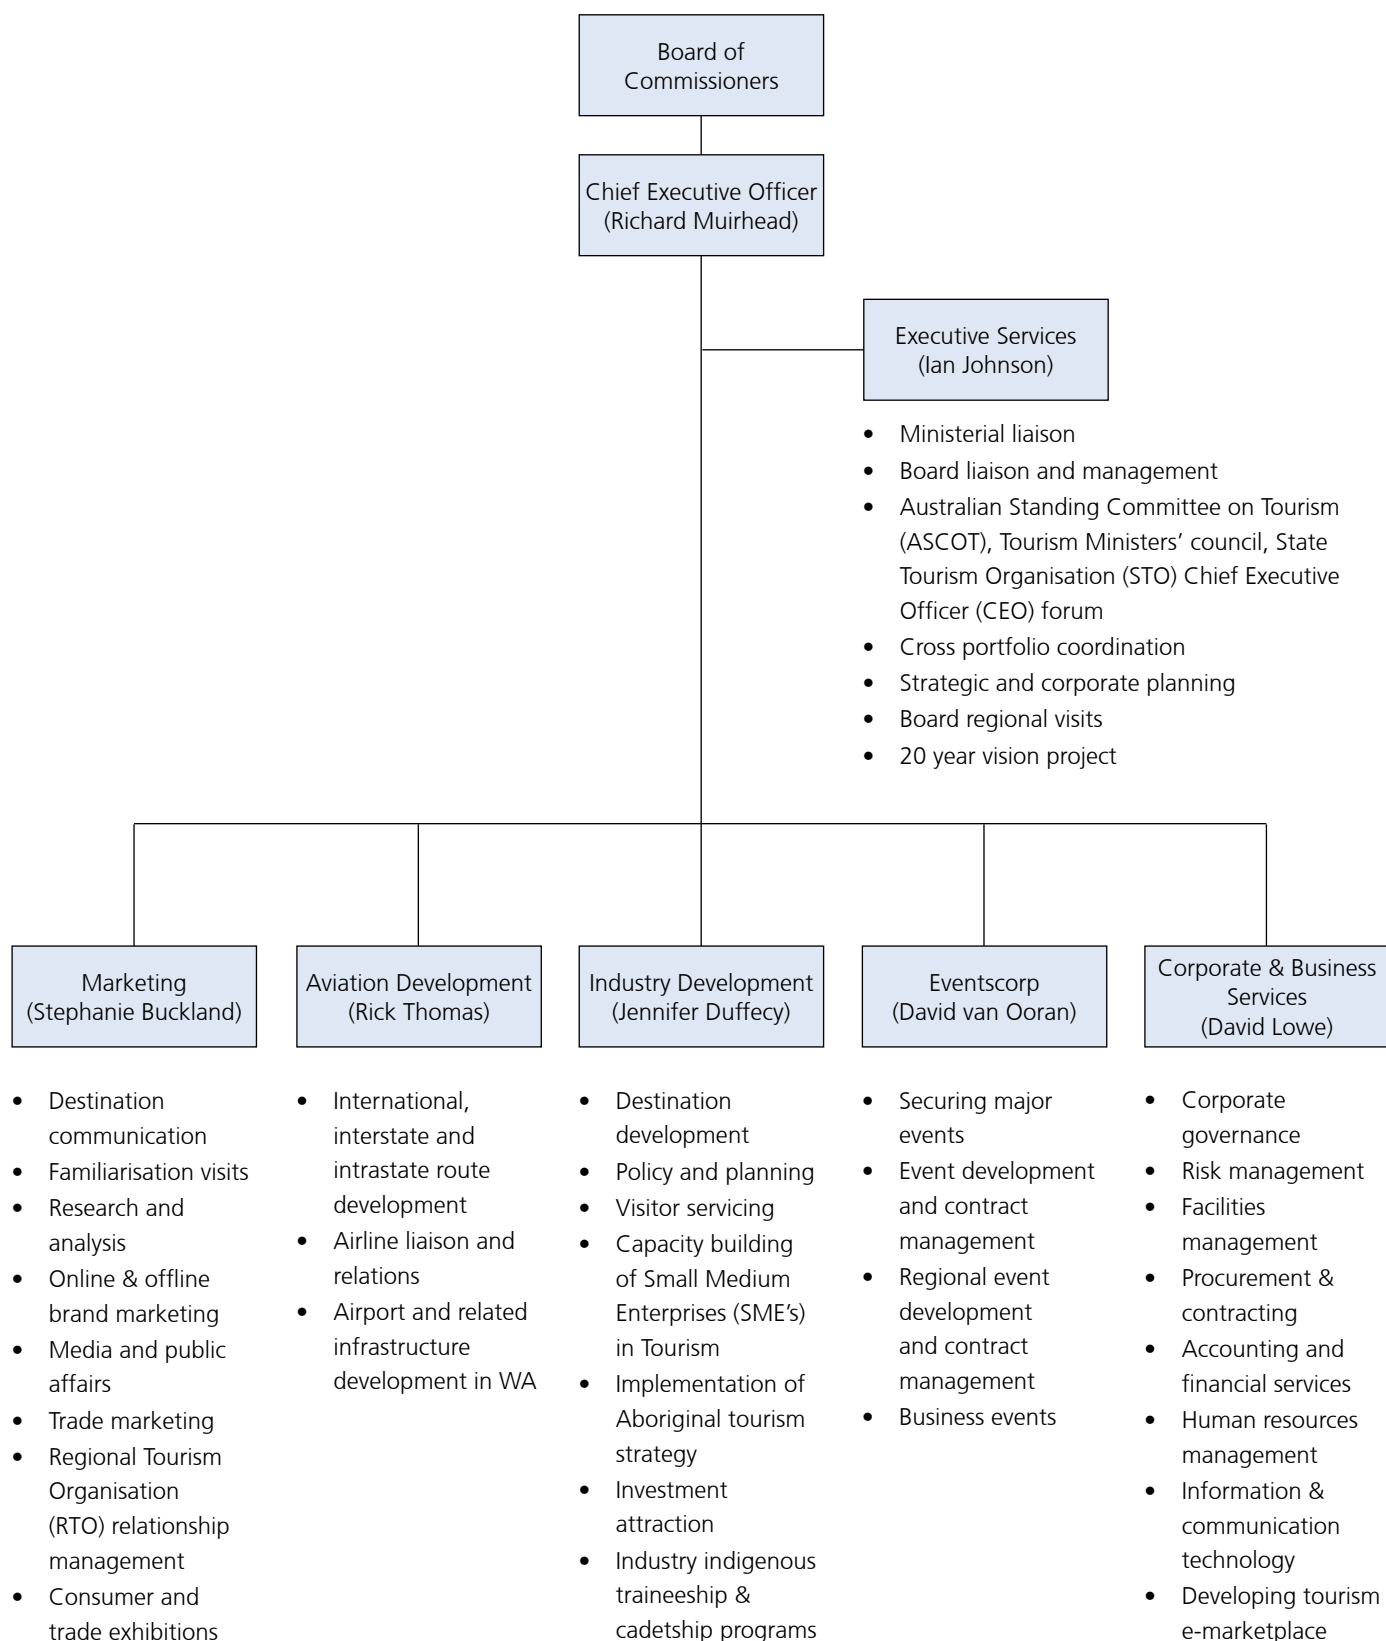 Board of
Commissioners
Chief Executive Officer
(Richard Muirhead)
Executive Services
(Ian Johnson)
• Ministerial liaison
• Board liaison and management
• Australian Standing Committee on Tourism
(ASCOT), Tourism Ministers’ council, State
Tourism Organisation (STO) Chief Executive
Officer (CEO) forum
• Cross portfolio coordination
• Strategic and corporate planning
• Board regional visits
• 20 year vision project
Marketing
(Stephanie Buckland)
• Destination
communication
• Familiarisation visits
• Research and
analysis
• Online & offline
brand marketing
• Media and public
affairs
• Trade marketing
• Regional Tourism
Organisation
(RTO) relationship
management
• Consumer and
trade exhibitions
Aviation Development
(Rick Thomas)
• International,
interstate and
intrastate route
development
• Airline liaison and
relations
• Airport and related
infrastructure
development in WA
Industry Development
(Jennifer Duffecy)
• Destination
development
• Policy and planning
• Visitor servicing
• Capacity building
of Small Medium
Enterprises (SME’s)
in Tourism
• Implementation of
Aboriginal tourism
strategy
• Investment
attraction
• Industry indigenous
traineeship &
cadetship programs
Eventscorp
(David van Ooran)
• Securing major
events
• Event development
and contract
management
• Regional event
development
and contract
management
• Business events
Corporate & Business
Services
(David Lowe)
• Corporate
governance
• Risk management
• Facilities
management
• Procurement &
contracting
• Accounting and
financial services
• Human resources
management
• Information &
communication
technology
• Developing tourism
e-marketplace